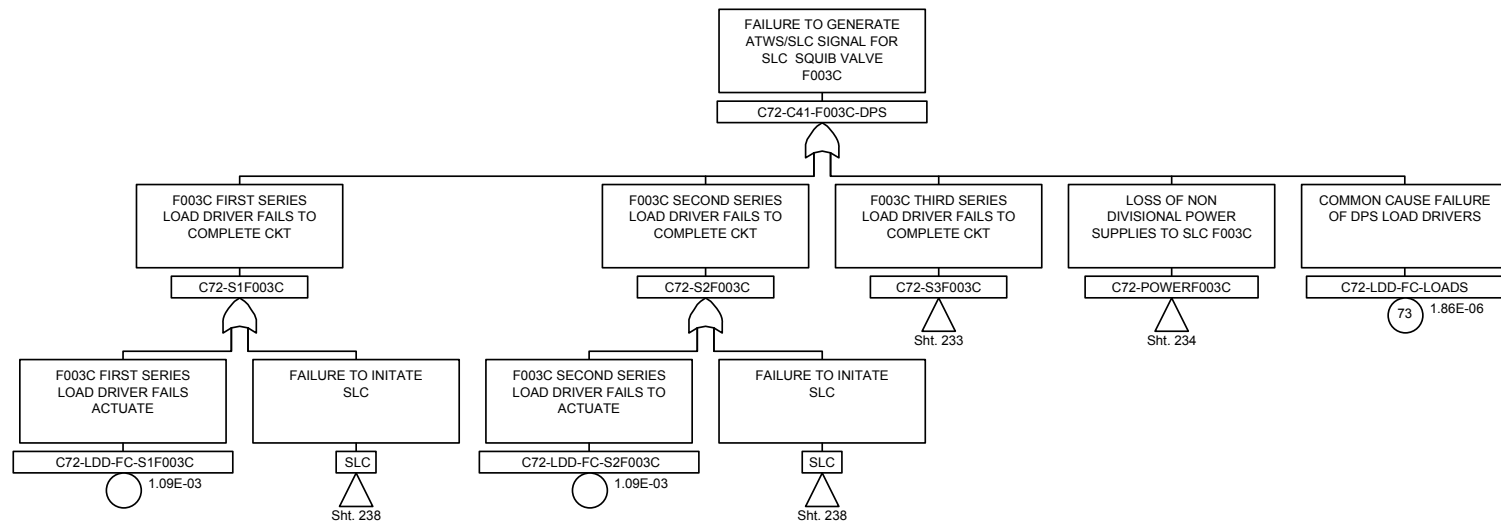 FAILURE TO GENERATE
ATWS/SLC SIGNAL FOR
SLC SQUIB VALVE
F003C
C72-C41-F003C-DPS
F003C FIRST SERIES
LOAD DRIVER FAILS TO
COMPLETE CKT
C72-S1F003C
F003C SECOND SERIES
LOAD DRIVER FAILS TO
COMPLETE CKT
C72-S2F003C
F003C THIRD SERIES
LOAD DRIVER FAILS TO
COMPLETE CKT
C72-S3F003C
Sht. 233
LOSS OF NON
DIVISIONAL POWER
SUPPLIES TO SLC F003C
C72-POWERF003C
Sht. 234
COMMON CAUSE FAILURE
OF DPS LOAD DRIVERS
C72-LDD-FC-LOADS
73
1.86E-06
F003C FIRST SERIES
LOAD DRIVER FAILS
ACTUATE
C72-LDD-FC-S1F003C
1.09E-03
FAILURE TO INITATE
SLC
SLC
Sht. 238
F003C SECOND SERIES
LOAD DRIVER FAILS TO
ACTUATE
C72-LDD-FC-S2F003C
1.09E-03
FAILURE TO INITATE
SLC
SLC
Sht. 238